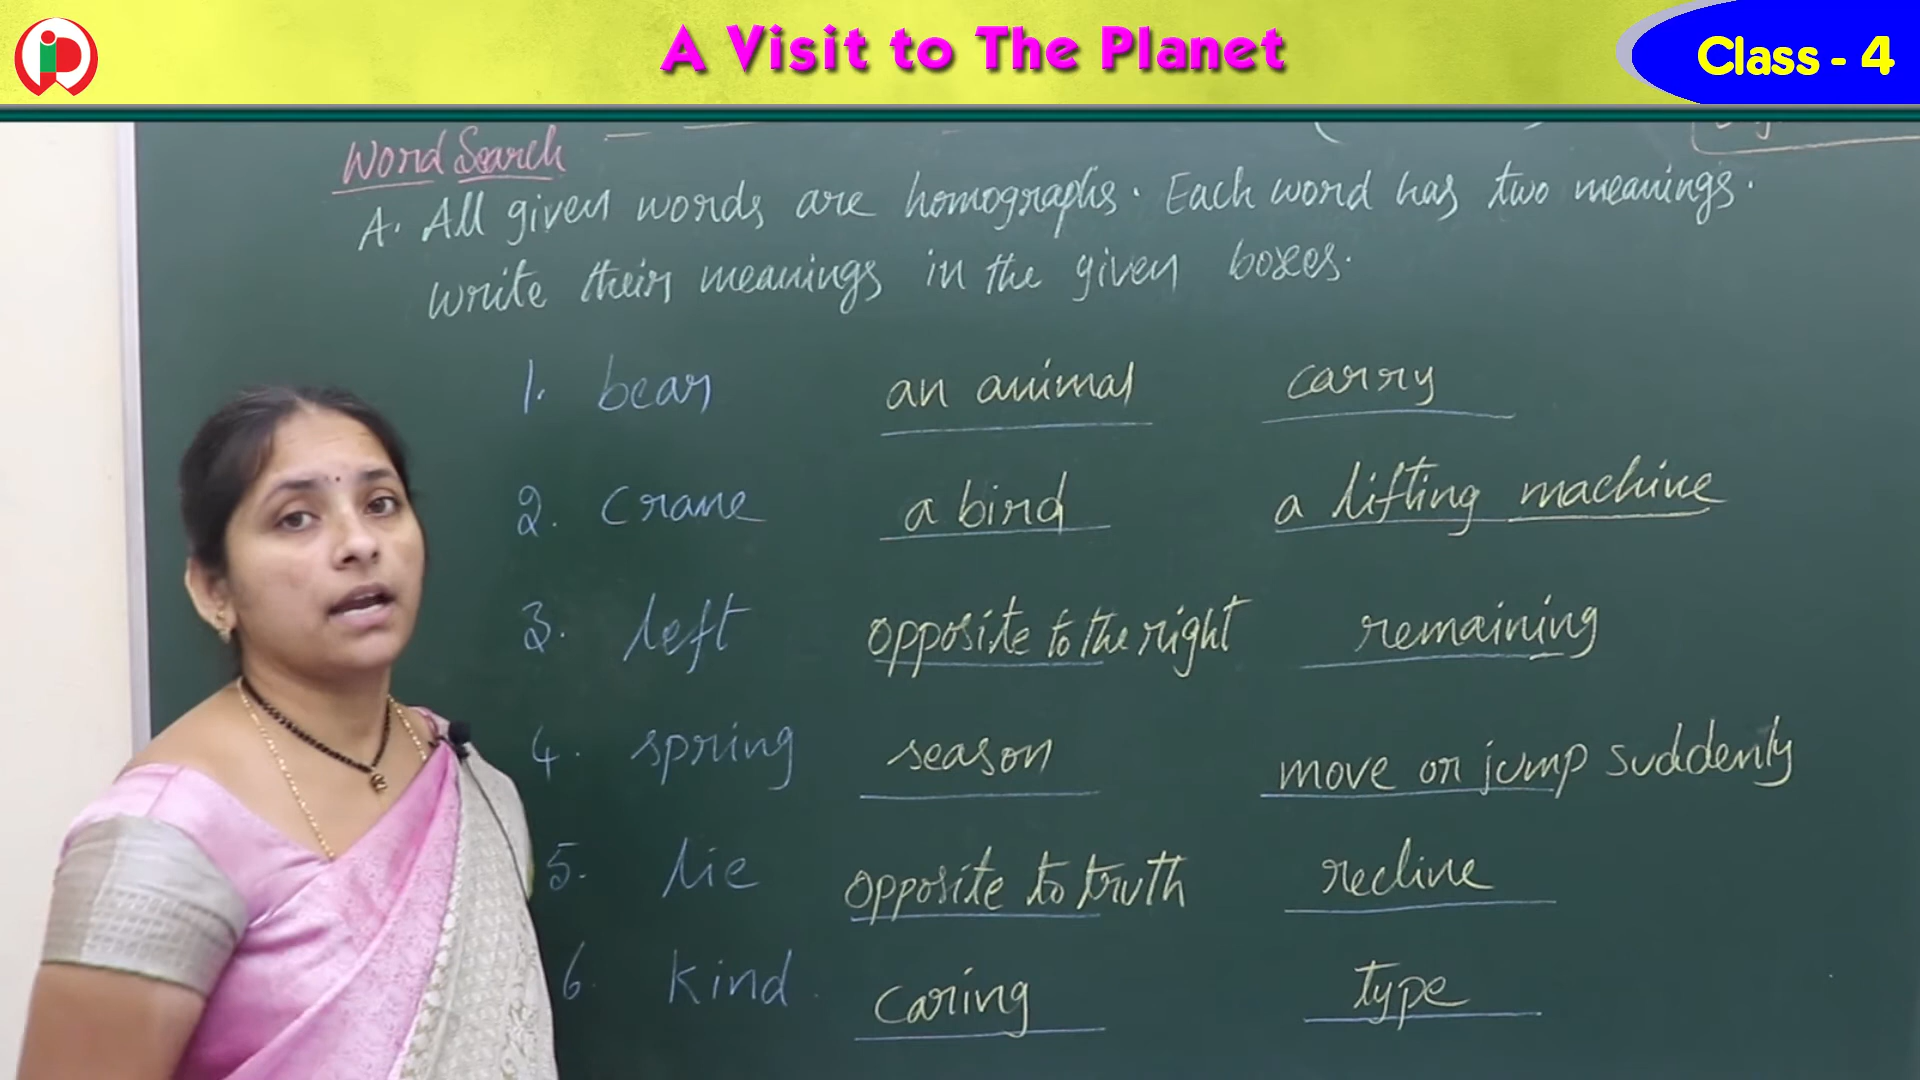 A Visit to The Planet
Class - 4
Word Search
A. All given words are homographs. Each word has two meanings.
write their meanings in the given boxes.
1. bear an animal carry
2. crane a bird a lifting machine
3. left opposite to the right remaining
4. spring season move or jump suddenly
5. lie opposite to truth recline
6. kind caring type